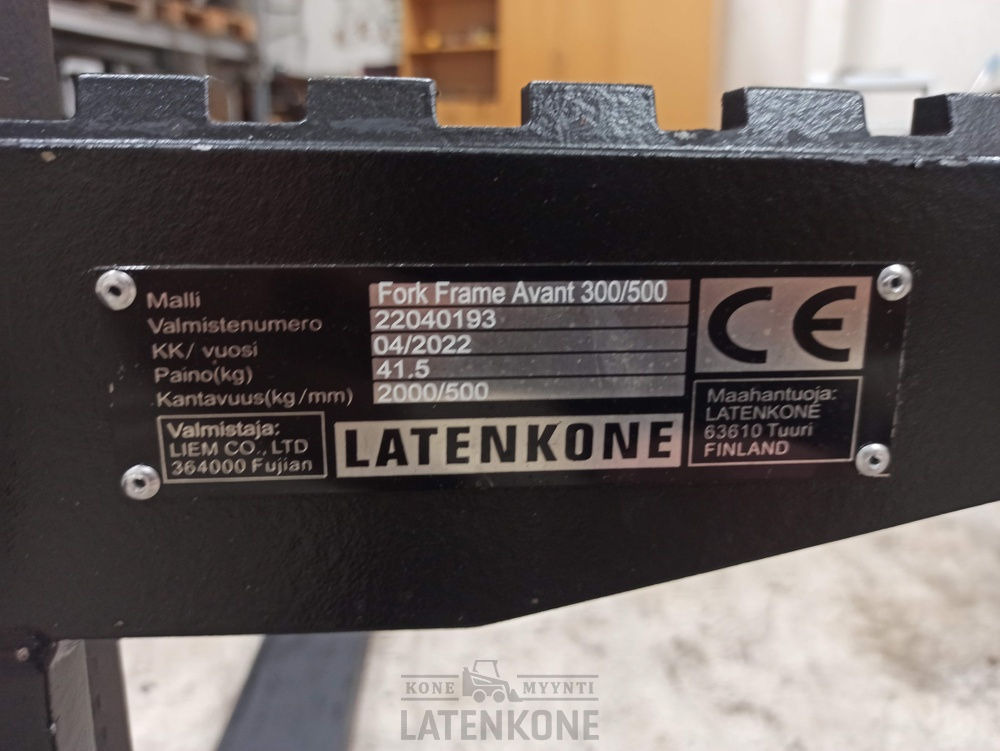 Malli Fork Frame Avant 300/500
Valmistenumero 22040193
KK/ vuosi 04/2022
Paino(kg) 41.5
Kantavuus(kg/mm) 2000/500
CE
Valmistaja:
LIEM CO., LTD
364000 Fujian
LATENKONE
Maahantuoja:
LATENKONE
63610 Tuuri
FINLAND
KONE MYYNTI
LATENKONE